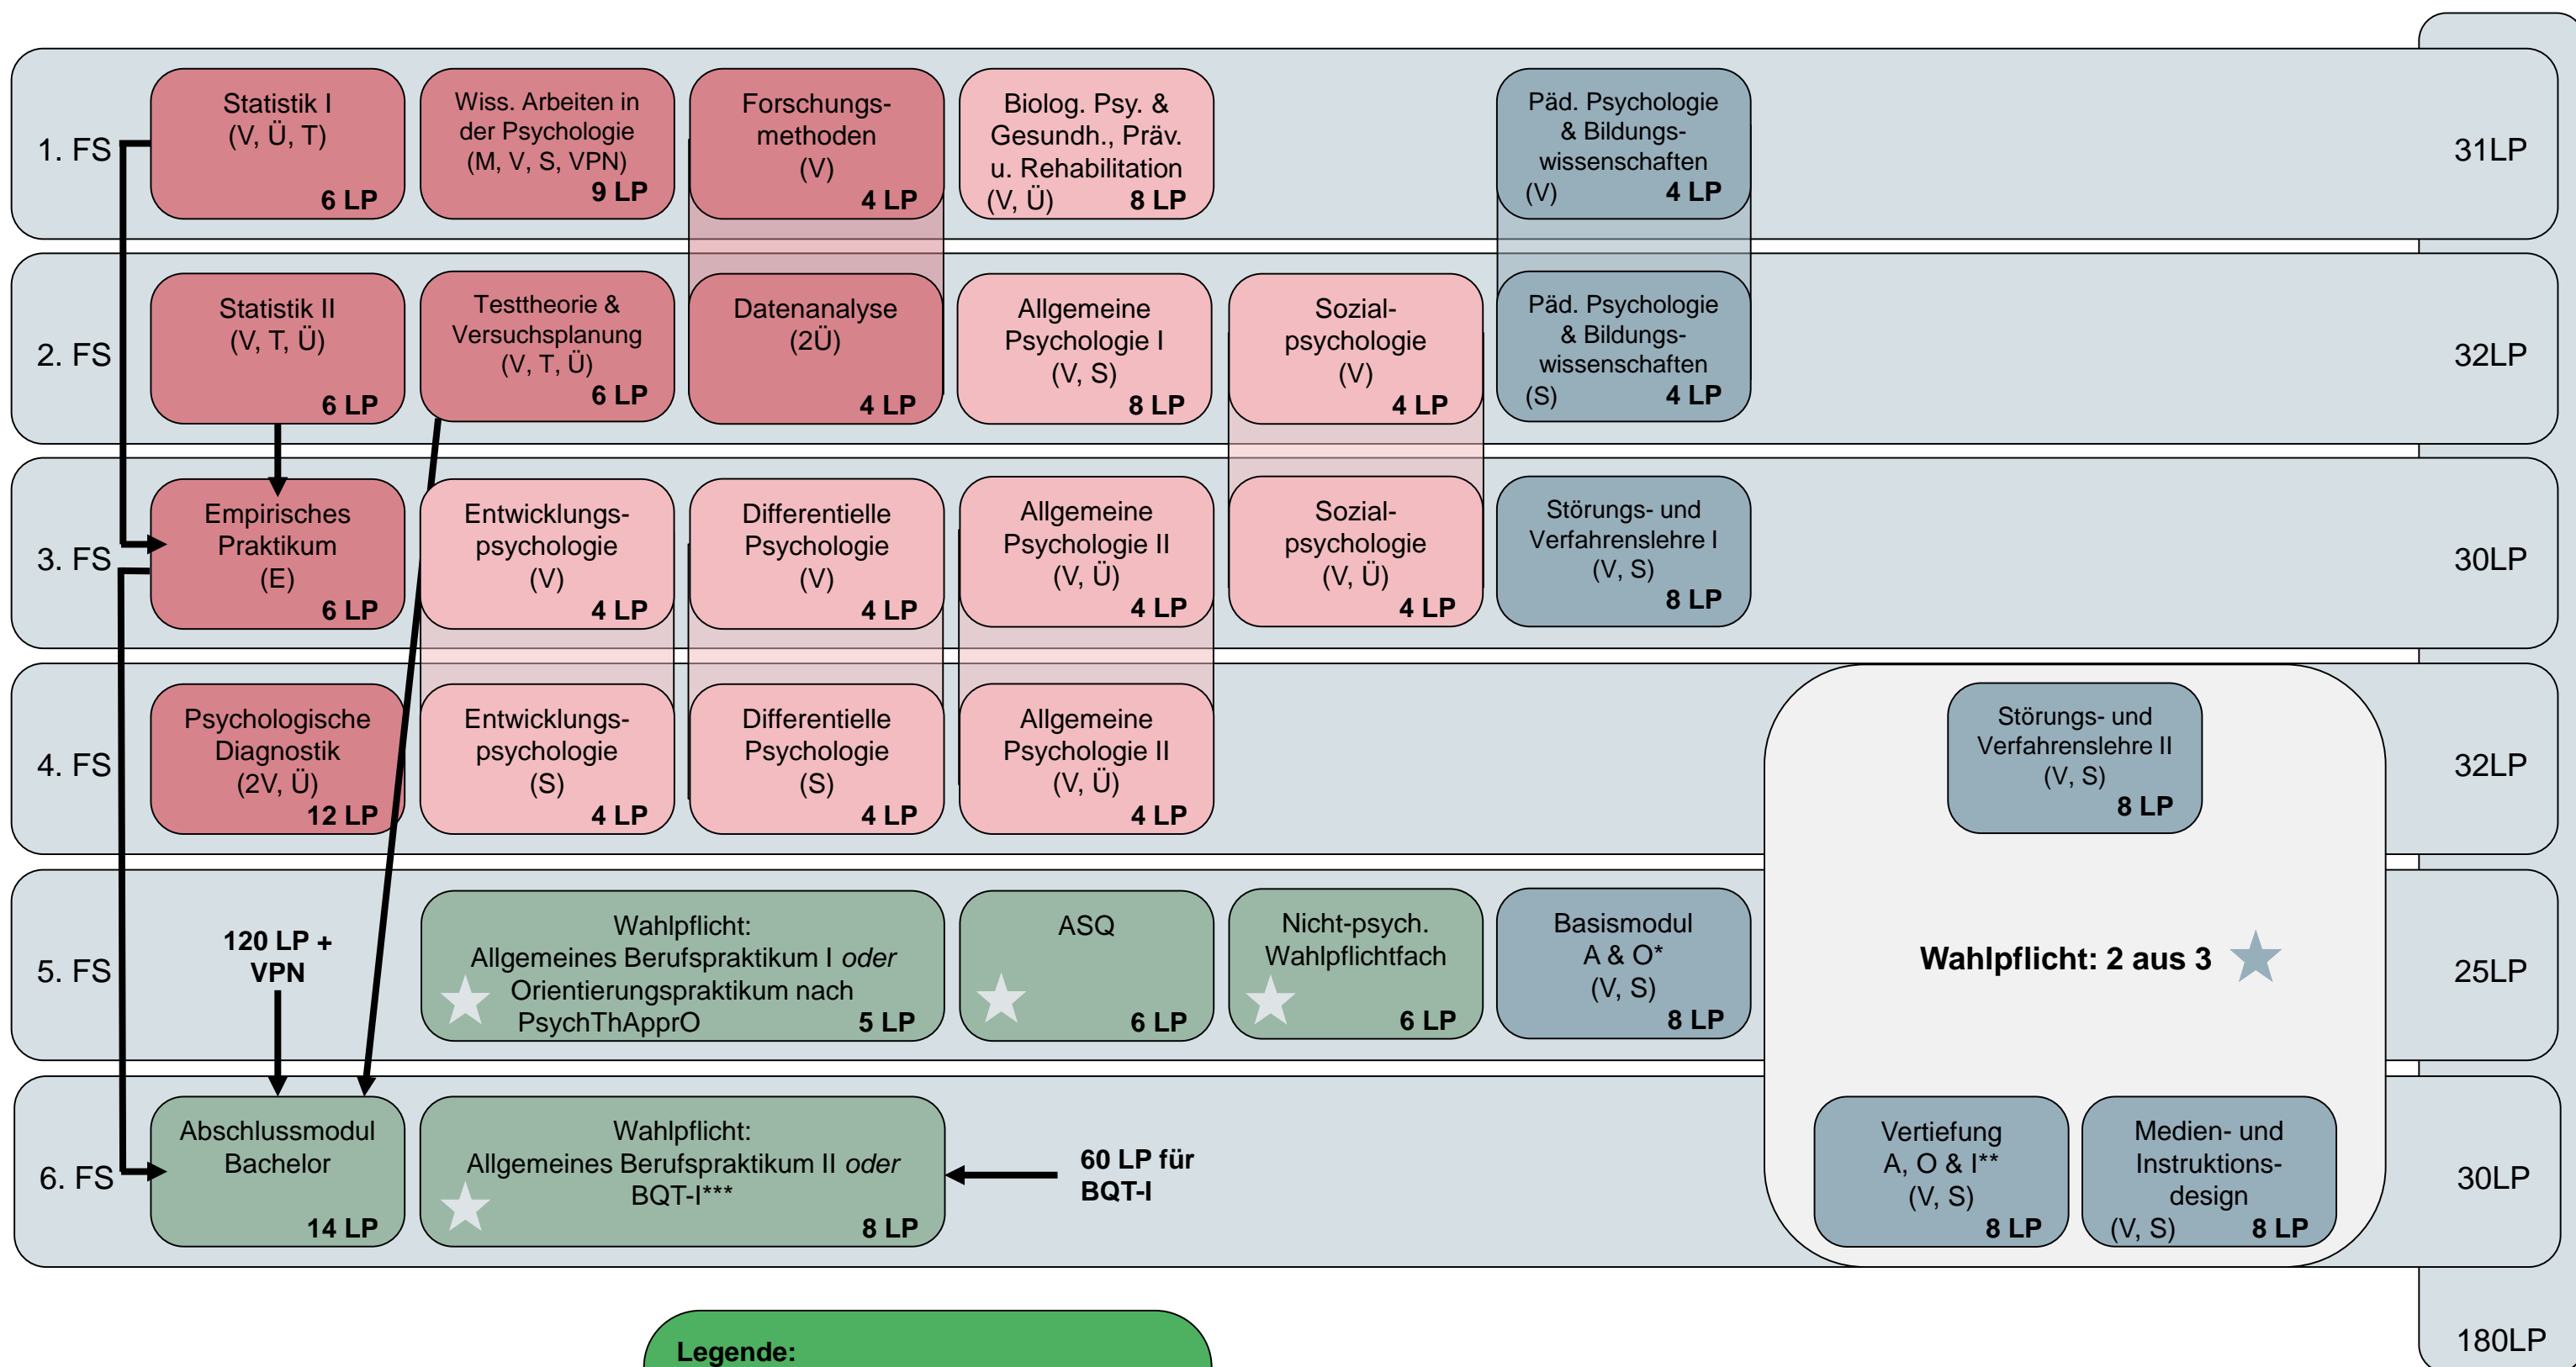 1. FS
Statistik I
(V, Ü, T)
6 LP
Wiss. Arbeiten in
der Psychologie
(M, V, S, VPN)
9 LP
Forschungs-
methoden
(V)
4 LP
Biolog. Psy. &
Gesundh., Präv.
u. Rehabilitation
(V, Ü) 8 LP
Päd. Psychologie
& Bildungs-
wissenschaften
(V) 4 LP
31LP
2. FS
Statistik II
(V, T, Ü)
6 LP
Testtheorie &
Versuchsplanung
(V, T, Ü)
6 LP
Datenanalyse
(2Ü)
4 LP
Allgemeine
Psychologie I
(V, S)
8 LP
Sozial-
psychologie
(V)
4 LP
Päd. Psychologie
& Bildungs-
wissenschaften
(S) 4 LP
32LP
3. FS
Empirisches
Praktikum
(E)
6 LP
Entwicklungs-
psychologie
(V)
4 LP
Differentielle
Psychologie
(V)
4 LP
Allgemeine
Psychologie II
(V, Ü)
4 LP
Sozial-
psychologie
(V, Ü)
4 LP
Störungs- und
Verfahrenslehre I
(V, S)
8 LP
30LP
4. FS
Psychologische
Diagnostik
(2V, Ü)
12 LP
Entwicklungs-
psychologie
(S)
4 LP
Differentielle
Psychologie
(S)
4 LP
Allgemeine
Psychologie II
(V, Ü)
4 LP
Störungs- und
Verfahrenslehre II
(V, S)
8 LP
32LP
5. FS
120 LP +
VPN
Wahlpflicht:
Allgemeines Berufspraktikum I oder
Orientierungspraktikum nach
PsychThApprO 5 LP
ASQ
6 LP
Nicht-psych.
Wahlpflichtfach
6 LP
Basismodul
A & O*
(V, S)
8 LP
Wahlpflicht: 2 aus 3
25LP
6. FS
Abschlussmodul
Bachelor
14 LP
Wahlpflicht:
Allgemeines Berufspraktikum II oder
BQT-I***
8 LP
60 LP für
BQT-I
Vertiefung
A, O & I**
(V, S)
8 LP
Medien- und
Instruktions-
design
(V, S) 8 LP
30LP
180LP
Legende: